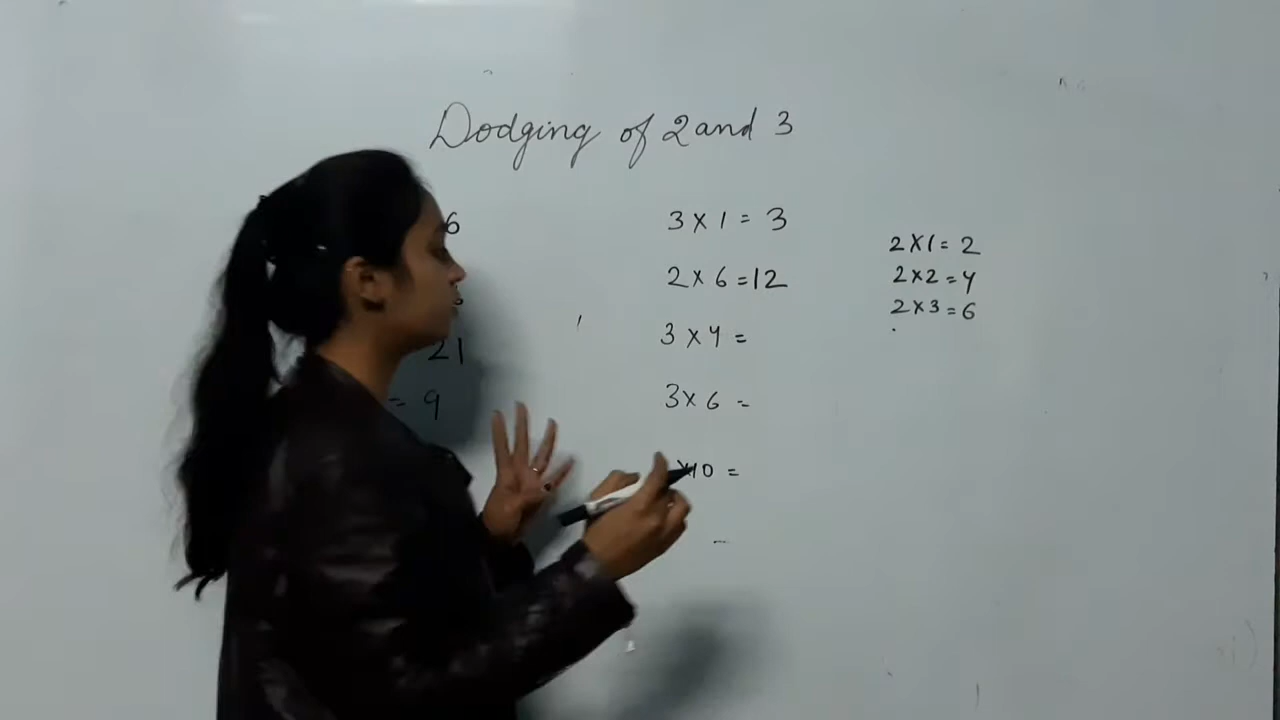 Dodging of 2 and 3
6
21
= 9
3 × 1 = 3
2 × 6 = 12
3 × 4 =
3 × 6 =
×10 =
2 × 1 = 2
2 × 2 = 4
2 × 3 = 6